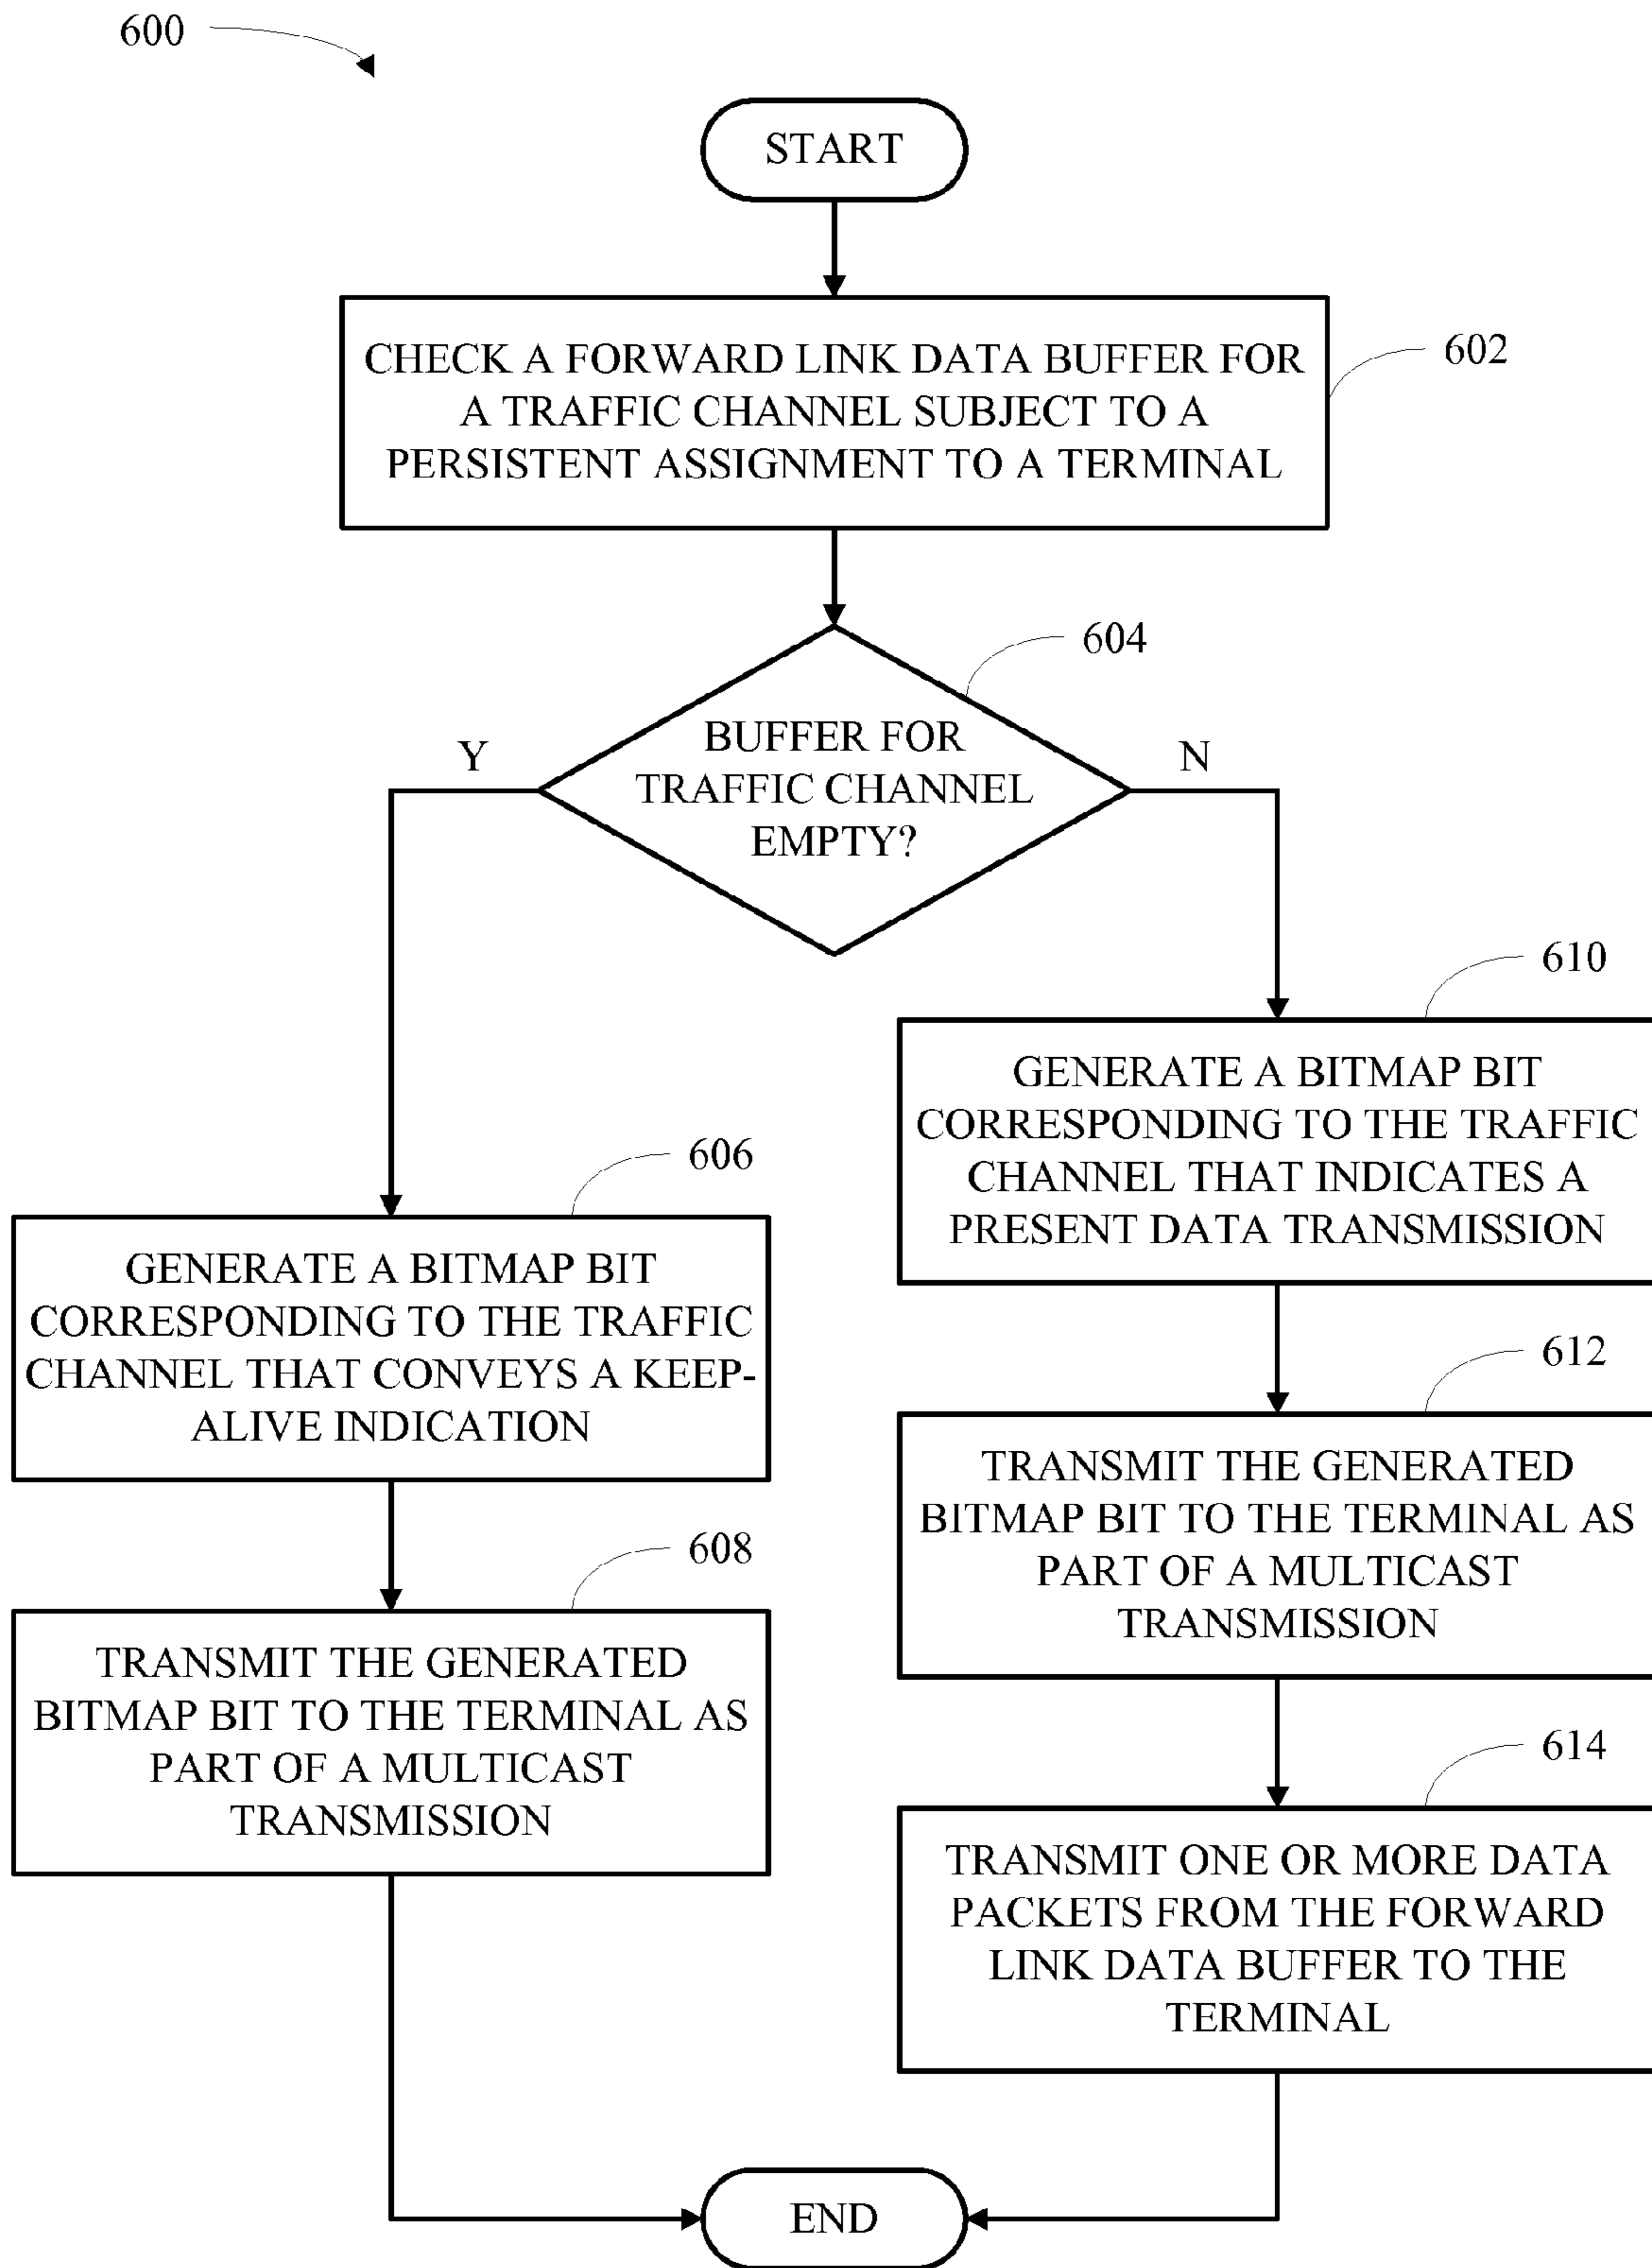 600
START
CHECK A FORWARD LINK DATA BUFFER FOR
A TRAFFIC CHANNEL SUBJECT TO A
PERSISTENT ASSIGNMENT TO A TERMINAL
602
604
BUFFER FOR
TRAFFIC CHANNEL
EMPTY?
Y
N
606
GENERATE A BITMAP BIT
CORRESPONDING TO THE TRAFFIC
CHANNEL THAT CONVEYS A KEEP-
ALIVE INDICATION
608
TRANSMIT THE GENERATED
BITMAP BIT TO THE TERMINAL AS
PART OF A MULTICAST
TRANSMISSION
610
GENERATE A BITMAP BIT
CORRESPONDING TO THE TRAFFIC
CHANNEL THAT INDICATES A
PRESENT DATA TRANSMISSION
612
TRANSMIT THE GENERATED
BITMAP BIT TO THE TERMINAL AS
PART OF A MULTICAST
TRANSMISSION
614
TRANSMIT ONE OR MORE DATA
PACKETS FROM THE FORWARD
LINK DATA BUFFER TO THE
TERMINAL
END